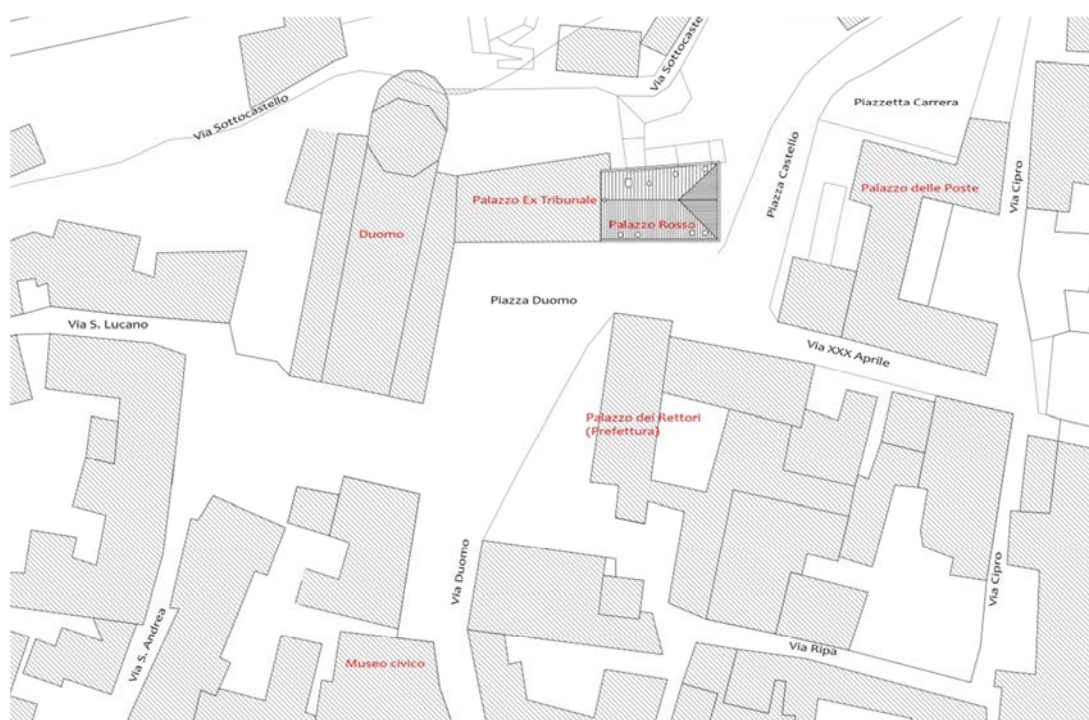 Via Sottocastello
Via Sottocaste
Piazzetta Carrera
Piazza Castello
Via Cipro
Palazzo delle Poste
Palazzo Ex Tribunale
Palazzo Rosso
Duomo
Piazza Duomo
Via S. Lucano
Via XXX Aprile
Palazzo dei Rettori
(Prefettura)
Via Duomo
Via Cipro
Via S. Andrea
Via Ripa
Museo civico